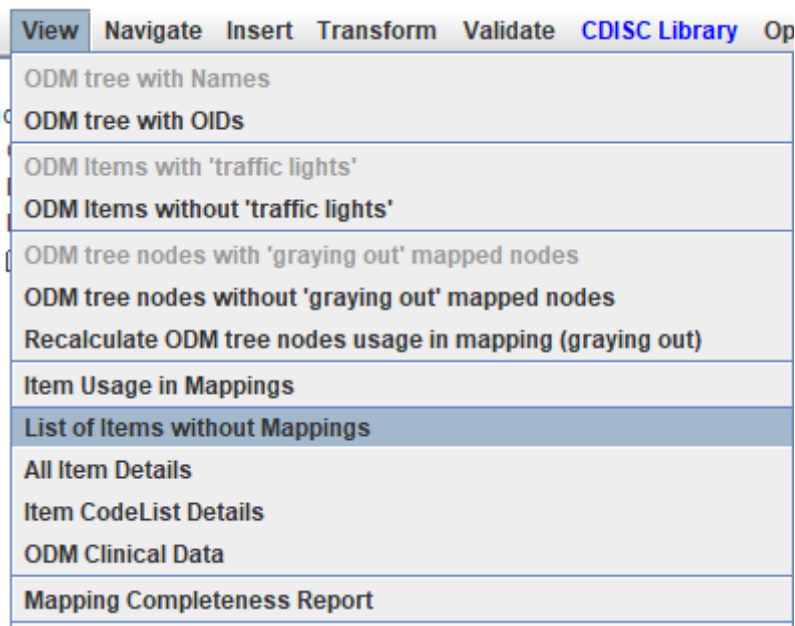 View Navigate Insert Transform Validate CDISC Library Op
ODM tree with Names
ODM tree with OIDs
ODM Items with 'traffic lights'
ODM Items without 'traffic lights'
ODM tree nodes with 'graying out' mapped nodes
ODM tree nodes without 'graying out' mapped nodes
Recalculate ODM tree nodes usage in mapping (graying out)
Item Usage in Mappings
List of Items without Mappings
All Item Details
Item CodeList Details
ODM Clinical Data
Mapping Completeness Report